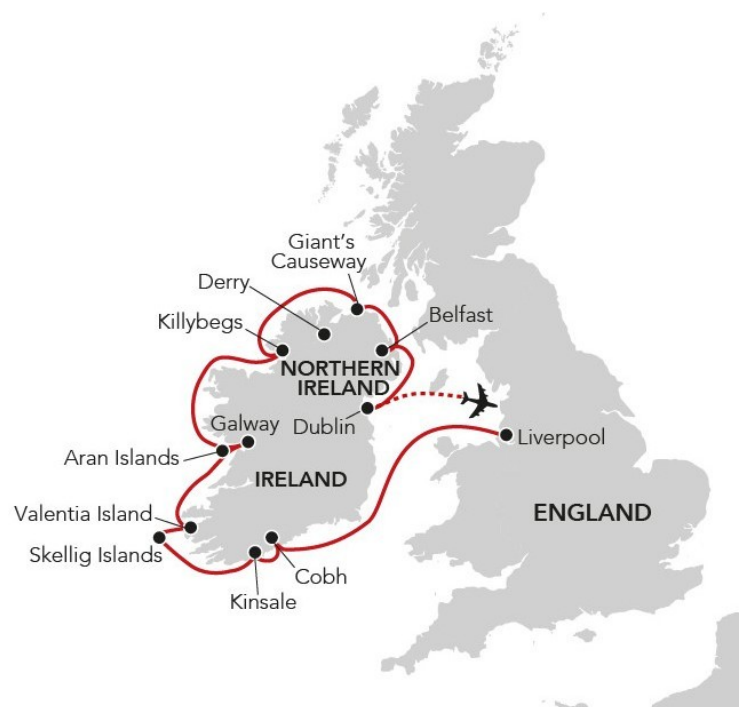 Giant's
Causeway
Derry
Killybegs
Belfast
NORTHERN
IRELAND
Dublin
Galway
Liverpool
Aran Islands
IRELAND
Valentia Island
ENGLAND
Skellig Islands
Cobh
Kinsale